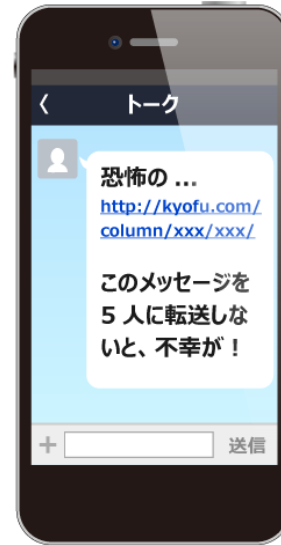 トーク
恐怖の ...
http://kyofu.com/
column/xxx/xxx/
このメッセージを
5 人に転送しな
いと、不幸が！
送信